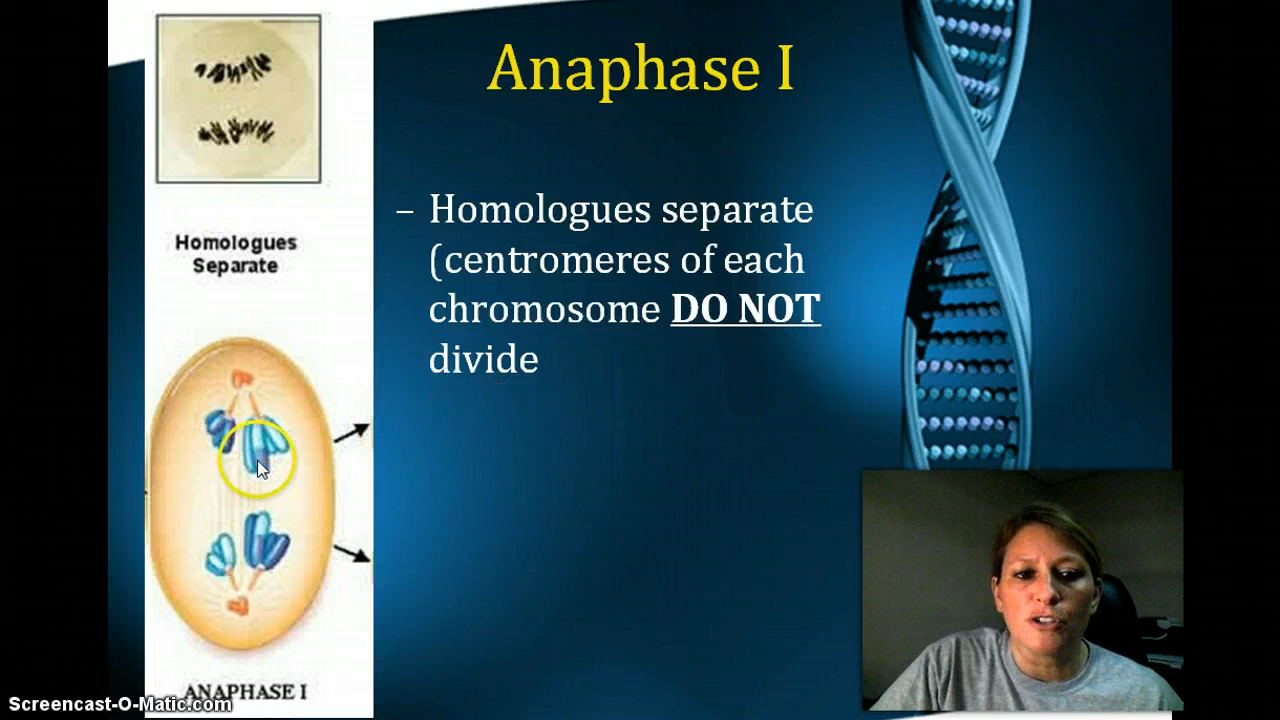 Anaphase I
Homologues
Separate
– Homologues separate
(centromeres of each
chromosome DO NOT
divide
ANAPHASE I
Screencast-O-Matic.com